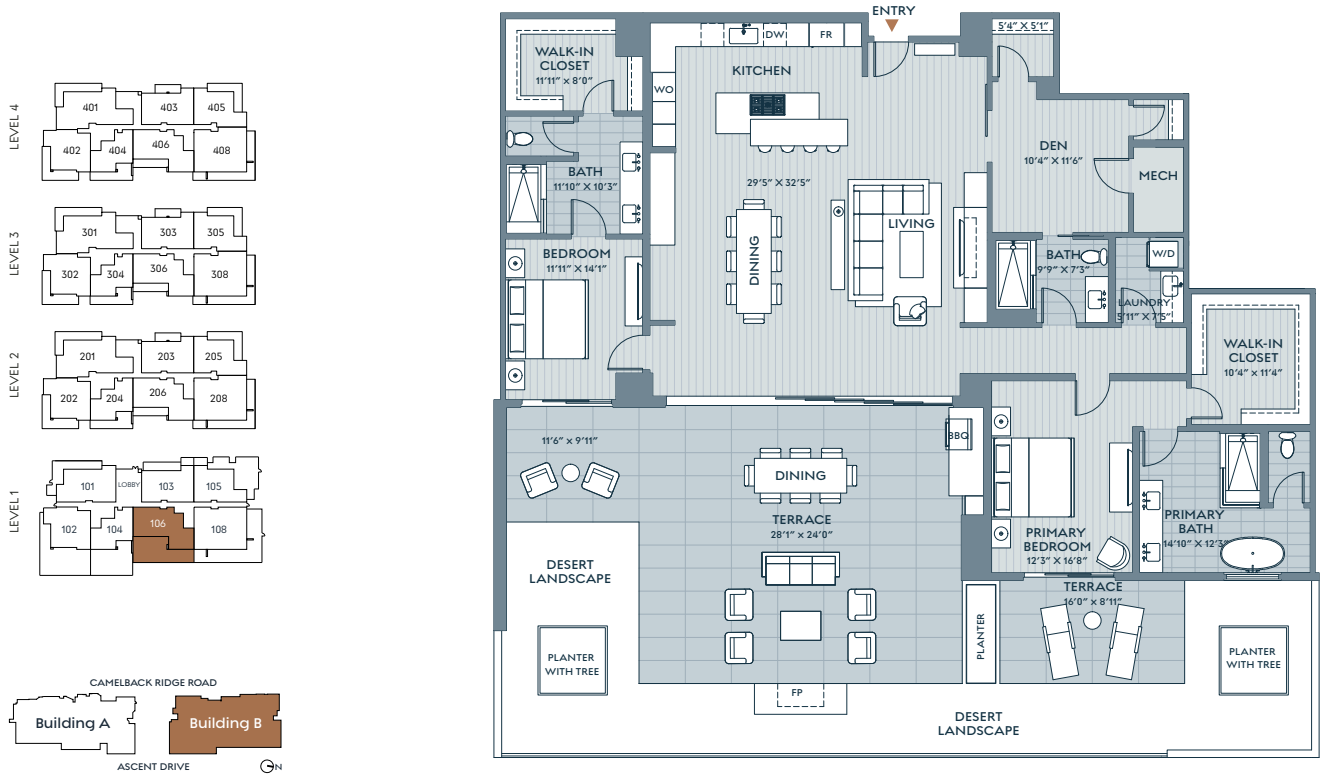 LEVEL 4
401
403
405
402
404
406
408
LEVEL 3
301
303
305
302
304
306
308
LEVEL 2
201
203
205
202
204
206
208
LEVEL 1
101
LOBBY
103
105
102
104
106
108
CAMELBACK RIDGE ROAD
Building A
Building B
ASCENT DRIVE
N
ENTRY
WALK-IN
CLOSET
11'11" X 8'0"
DW
FR
5'4" X 5'1"
KITCHEN
WO
DEN
10'4" X 11'6"
MECH
BATH
11'10" X 10'3"
29'5" X 32'5"
LIVING
DINING
BEDROOM
11'11" X 14'1"
BATH
9'9" X 7'3"
W/D
LAUNDRY
5'11" X 7'5"
WALK-IN
CLOSET
10'4" X 11'4"
11'6" X 9'11"
BBQ
DINING
TERRACE
28'1" X 24'0"
PRIMARY
BEDROOM
12'3" X 16'8"
PRIMARY
BATH
14'10" X 12'3"
DESERT
LANDSCAPE
TERRACE
16'0" X 8'11"
PLANTER
PLANTER
WITH TREE
PLANTER
WITH TREE
FP
DESERT
LANDSCAPE